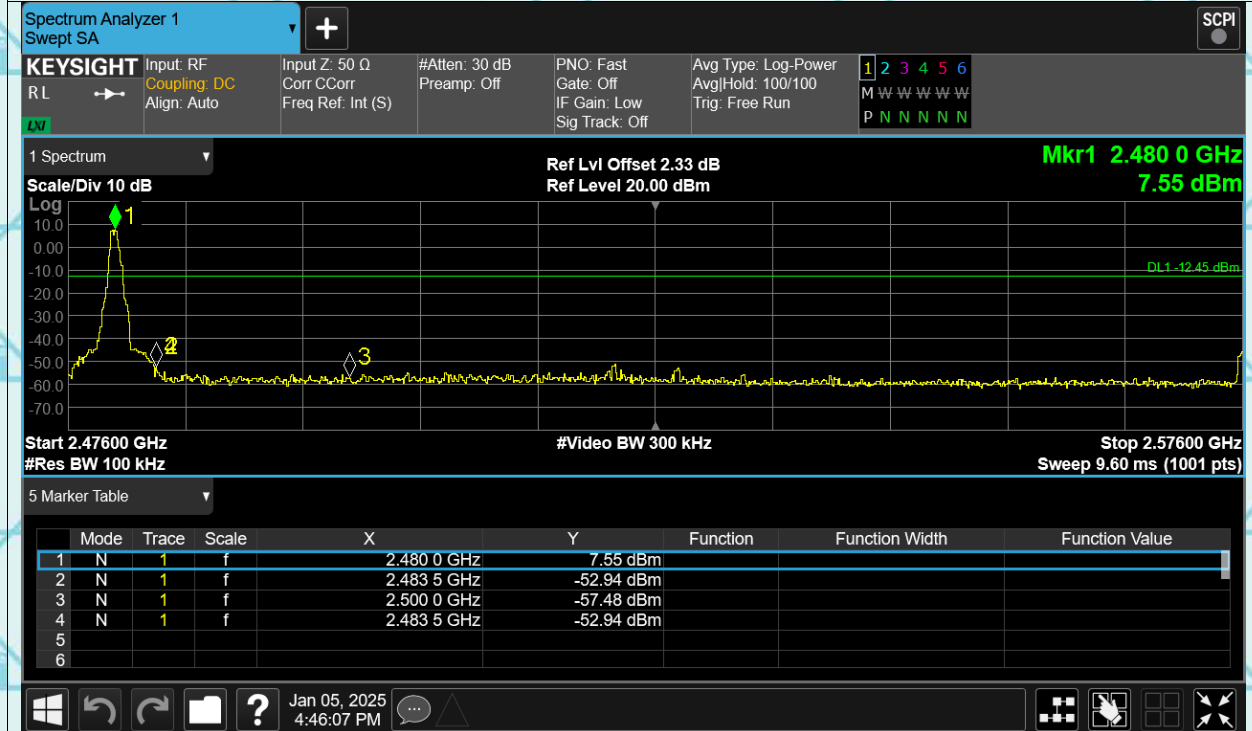 Spectrum Analyzer 1
Swept SA
SCPI
KEYSIGHT
RL
LXI
Input: RF
Coupling: DC
Align: Auto
Input Z: 50 Ω
Corr CCorr
Freq Ref: Int (S)
#Atten: 30 dB
Preamp: Off
PNO: Fast
Gate: Off
IF Gain: Low
Sig Track: Off
Avg Type: Log-Power
Avg|Hold: 100/100
Trig: Free Run
1 2 3 4 5 6
M W W W W W
P N N N N N
1 Spectrum
Scale/Div 10 dB
Ref Lvl Offset 2.33 dB
Ref Level 20.00 dBm
Mkr1 2.480 0 GHz
7.55 dBm
Log
10.0
0.00
-10.0
-20.0
-30.0
-40.0
-50.0
-60.0
-70.0
1
3
DL1 -12.45 dBm
Start 2.47600 GHz
#Res BW 100 kHz
#Video BW 300 kHz
Stop 2.57600 GHz
Sweep 9.60 ms (1001 pts)
5 Marker Table
Mode Trace Scale X Y Function Function Width Function Value
1 N 1 f 2.480 0 GHz 7.55 dBm
2 N 1 f 2.483 5 GHz -52.94 dBm
3 N 1 f 2.500 0 GHz -57.48 dBm
4 N 1 f 2.483 5 GHz -52.94 dBm
5
6
?
Jan 05, 2025
4:46:07 PM